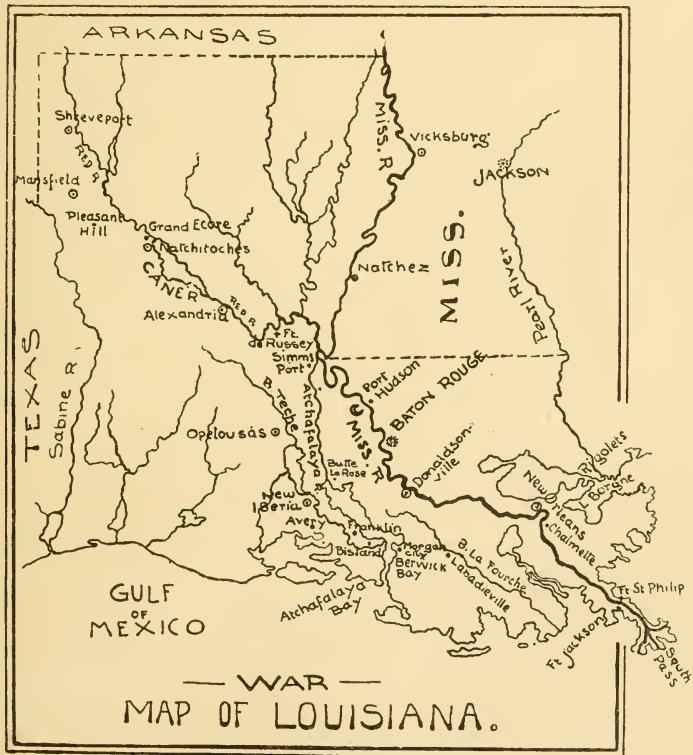 ARKANSAS
Shreveport
RED R.
Miss. R.
Vicksburg
JACKSON
Mansfield
Pleasant
Hill
Grand Ecore
Natchitoches
CANE R
Alexandria
RED R.
Natchez
MISS.
Pearl River
TEXAS
Sabine R.
Ft.
de Russey
Simms
Port
Port
Hudson
BATON ROUGE
B. Teche
Atchafalaya R.
MISS. R.
Opelousas
Butte
La Rose
Donaldson-
ville
Rigolets
L. Borgne
New Orleans
Chalmette
New
Iberia
Avery
Franklin
Bisland
Morgan
City
Berwick
Bay
B. La Fourche
Labadieville
Atchafalaya
Bay
Ft St Philip
Ft Jackson
South
Pass
GULF
OF
MEXICO
— WAR —
MAP OF LOUISIANA.